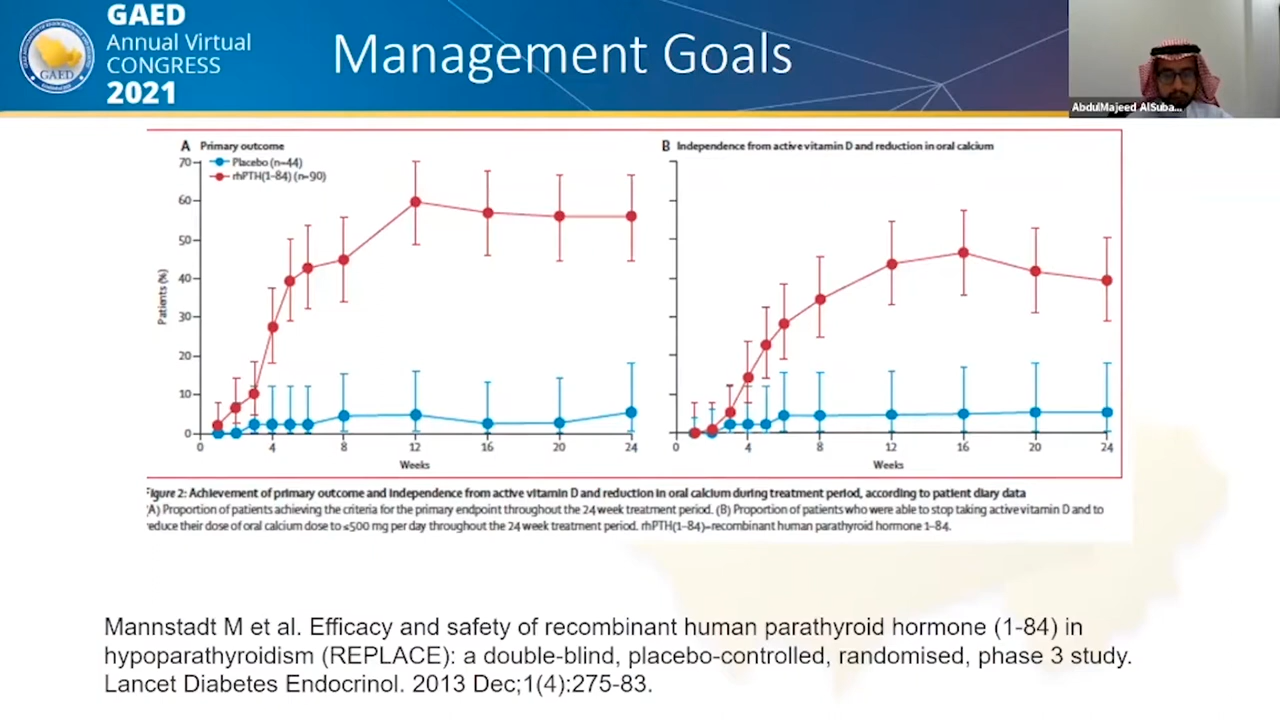 GAED
Annual Virtual
CONGRESS
2021
GAED
Management Goals
AbdulMajeed AlSuba...
A Primary outcome
Placebo (n=44)
rhPTH(1–84) (n=90)
Patients (%)
70
60
50
40
30
20
10
0
0 4 8 12 16 20 24
Weeks
B Independence from active vitamin D and reduction in oral calcium
0 4 8 12 16 20 24
Weeks
Figure 2: Achievement of primary outcome and independence from active vitamin D and reduction in oral calcium during treatment period, according to patient diary data
(A) Proportion of patients achieving the criteria for the primary endpoint throughout the 24 week treatment period. (B) Proportion of patients who were able to stop taking active vitamin D and to
reduce their dose of oral calcium dose to ≤500 mg per day throughout the 24 week treatment period. rhPTH(1–84)=recombinant human parathyroid hormone 1–84.
Mannstadt M et al. Efficacy and safety of recombinant human parathyroid hormone (1-84) in
hypoparathyroidism (REPLACE): a double-blind, placebo-controlled, randomised, phase 3 study.
Lancet Diabetes Endocrinol. 2013 Dec;1(4):275-83.